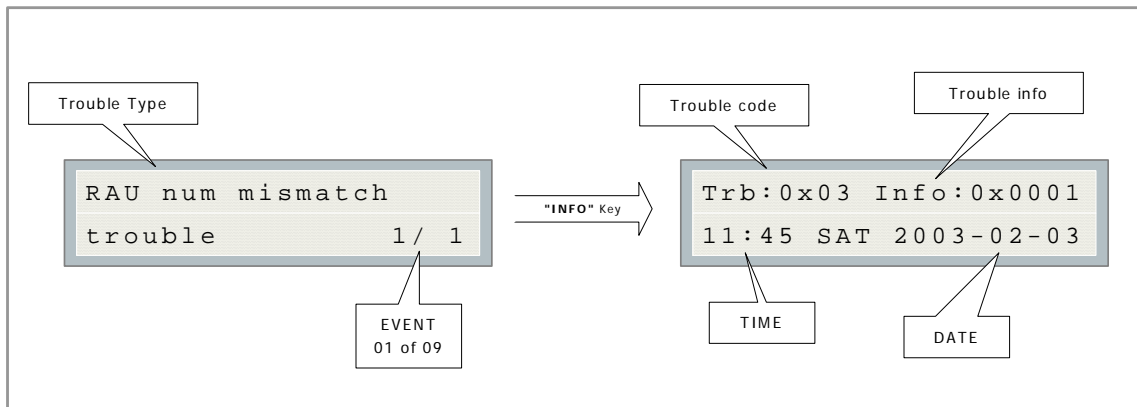 Trouble Type
Trouble code
Trouble info
RAU num mismatch
trouble 1/ 1
"INFO" Key
Trb:0x03 Info:0x0001
11:45 SAT 2003-02-03
EVENT
01 of 09
TIME
DATE